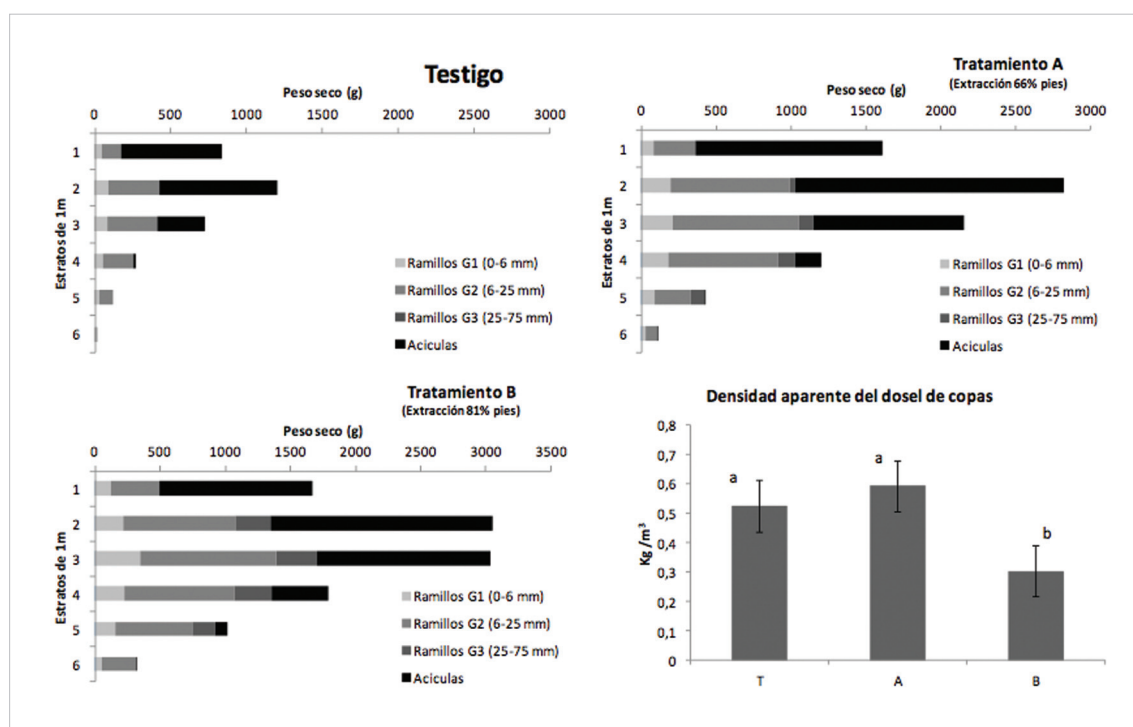 Testigo
Peso seco (g)
0 500 1000 1500 2000 2500 3000
Estratos de 1m
1
2
3
4
5
6
Ramillos G1 (0-6 mm)
Ramillos G2 (6-25 mm)
Ramillos G3 (25-75 mm)
Aciculas
Tratamiento A
(Extracción 66% pies)
Peso seco (g)
0 500 1000 1500 2000 2500 3000
Estratos de 1m
1
2
3
4
5
6
Ramillos G1 (0-6 mm)
Ramillos G2 (6-25 mm)
Ramillos G3 (25-75 mm)
Aciculas
Tratamiento B
(Extracción 81% pies)
Peso seco (g)
0 500 1000 1500 2000 2500 3000 3500
Estratos de 1m
1
2
3
4
5
6
Ramillos G1 (0-6 mm)
Ramillos G2 (6-25 mm)
Ramillos G3 (25-75 mm)
Aciculas
Densidad aparente del dosel de copas
Kg /m³
0,8
0,7
0,6
0,5
0,4
0,3
0,2
0,1
0
a
a
b
T A B